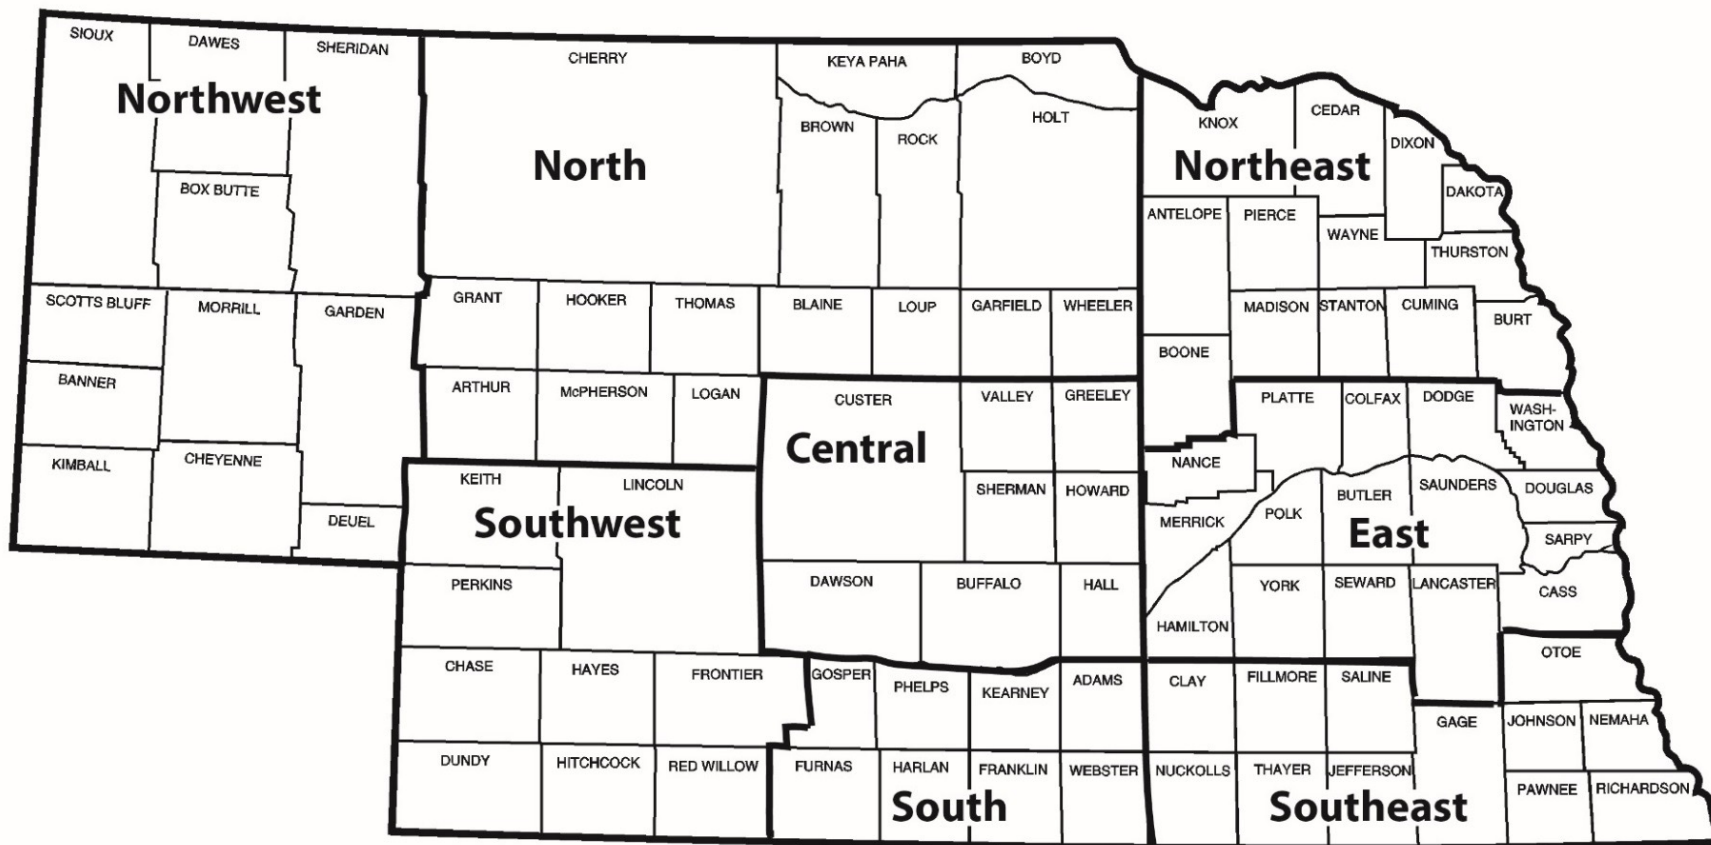 SIOUX
DAWES
SHERIDAN
Northwest
BOX BUTTE
SCOTTS BLUFF
MORRILL
GARDEN
BANNER
KIMBALL
CHEYENNE
DEUEL
CHERRY
KEYA PAHA
BOYD
North
BROWN
ROCK
HOLT
GRANT
HOOKER
THOMAS
BLAINE
LOUP
GARFIELD
WHEELER
ARTHUR
McPHERSON
LOGAN
KNOX
CEDAR
DIXON
Northeast
DAKOTA
ANTELOPE
PIERCE
WAYNE
THURSTON
MADISON
STANTON
CUMING
BURT
BOONE
CUSTER
VALLEY
GREELEY
Central
SHERMAN
HOWARD
DAWSON
BUFFALO
HALL
PLATTE
COLFAX
DODGE
WASH-
INGTON
NANCE
MERRICK
POLK
BUTLER
SAUNDERS
DOUGLAS
East
SARPY
YORK
SEWARD
LANCASTER
CASS
HAMILTON
KEITH
LINCOLN
Southwest
PERKINS
CHASE
HAYES
FRONTIER
DUNDY
HITCHCOCK
RED WILLOW
GOSPER
PHELPS
KEARNEY
ADAMS
FURNAS
HARLAN
FRANKLIN
WEBSTER
South
CLAY
FILLMORE
SALINE
OTOE
GAGE
JOHNSON
NEMAHA
NUCKOLLS
THAYER
JEFFERSON
PAWNEE
RICHARDSON
Southeast